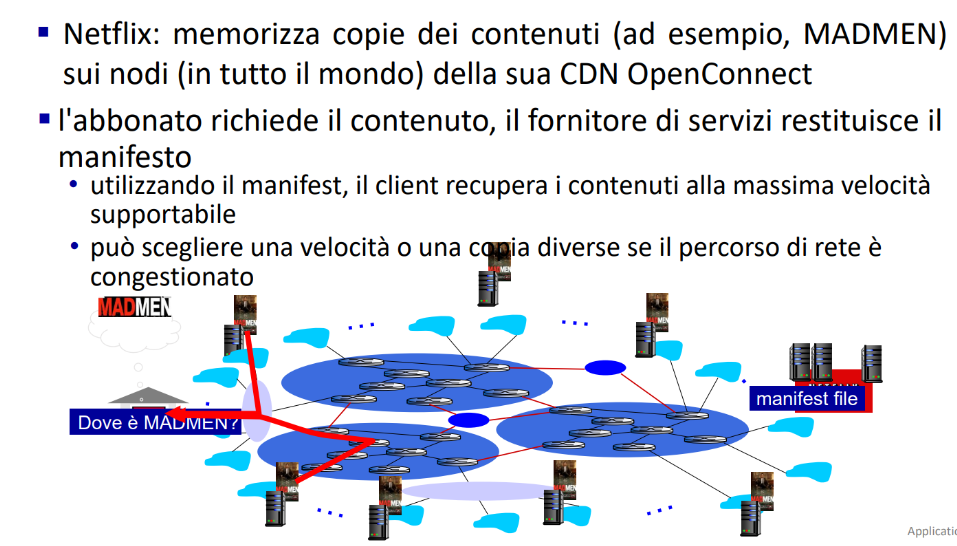 Netflix: memorizza copie dei contenuti (ad esempio, MADMEN)
sui nodi (in tutto il mondo) della sua CDN OpenConnect
l'abbonato richiede il contenuto, il fornitore di servizi restituisce il
manifesto
utilizzando il manifest, il client recupera i contenuti alla massima velocità
supportabile
può scegliere una velocità o una copia diverse se il percorso di rete è
congestionato
MADMEN
manifest file
Dove è MADMEN?